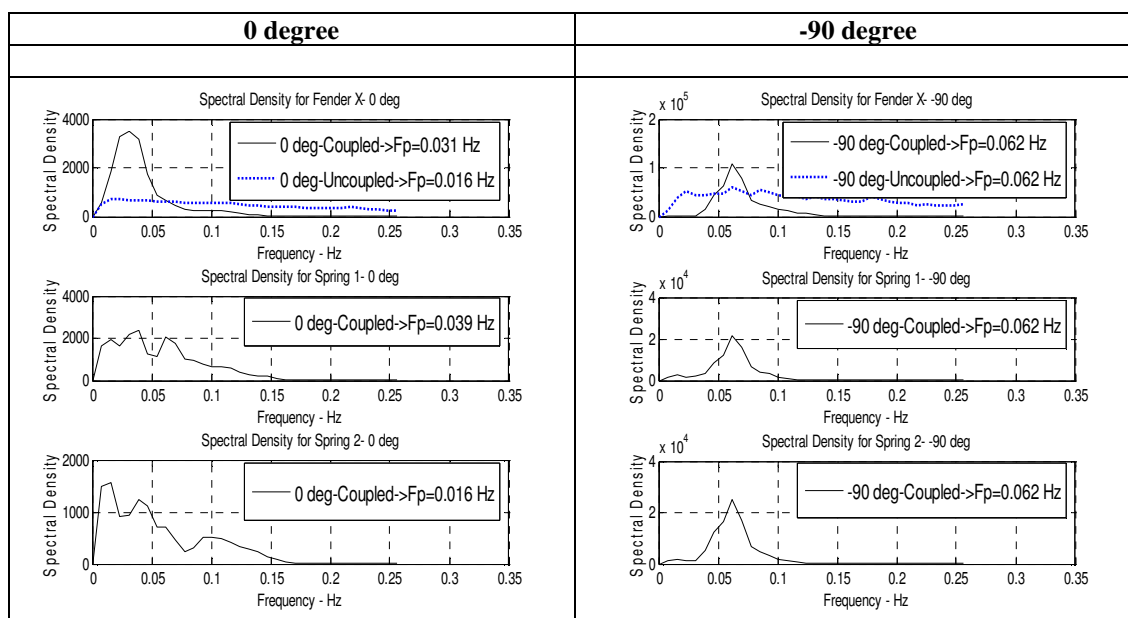 0 degree
-90 degree
Spectral Density for Fender X- 0 deg
Spectral Density
4000
2000
0
0 deg-Coupled->Fp=0.031 Hz
0 deg-Uncoupled->Fp=0.016 Hz
0 0.05 0.1 0.15 0.2 0.25 0.3 0.35
Frequency - Hz
Spectral Density for Spring 1- 0 deg
Spectral Density
4000
2000
0
0 deg-Coupled->Fp=0.039 Hz
0 0.05 0.1 0.15 0.2 0.25 0.3 0.35
Frequency - Hz
Spectral Density for Spring 2- 0 deg
Spectral Density
2000
1000
0
0 deg-Coupled->Fp=0.016 Hz
0 0.05 0.1 0.15 0.2 0.25 0.3 0.35
Frequency - Hz
Spectral Density for Fender X- -90 deg
x 10^5
Spectral Density
2
1
0
-90 deg-Coupled->Fp=0.062 Hz
-90 deg-Uncoupled->Fp=0.062 Hz
0 0.05 0.1 0.15 0.2 0.25 0.3 0.35
Frequency - Hz
Spectral Density for Spring 1- -90 deg
x 10^4
Spectral Density
4
2
0
-90 deg-Coupled->Fp=0.062 Hz
0 0.05 0.1 0.15 0.2 0.25 0.3 0.35
Frequency - Hz
Spectral Density for Spring 2- -90 deg
x 10^4
Spectral Density
4
2
0
-90 deg-Coupled->Fp=0.062 Hz
0 0.05 0.1 0.15 0.2 0.25 0.3 0.35
Frequency - Hz